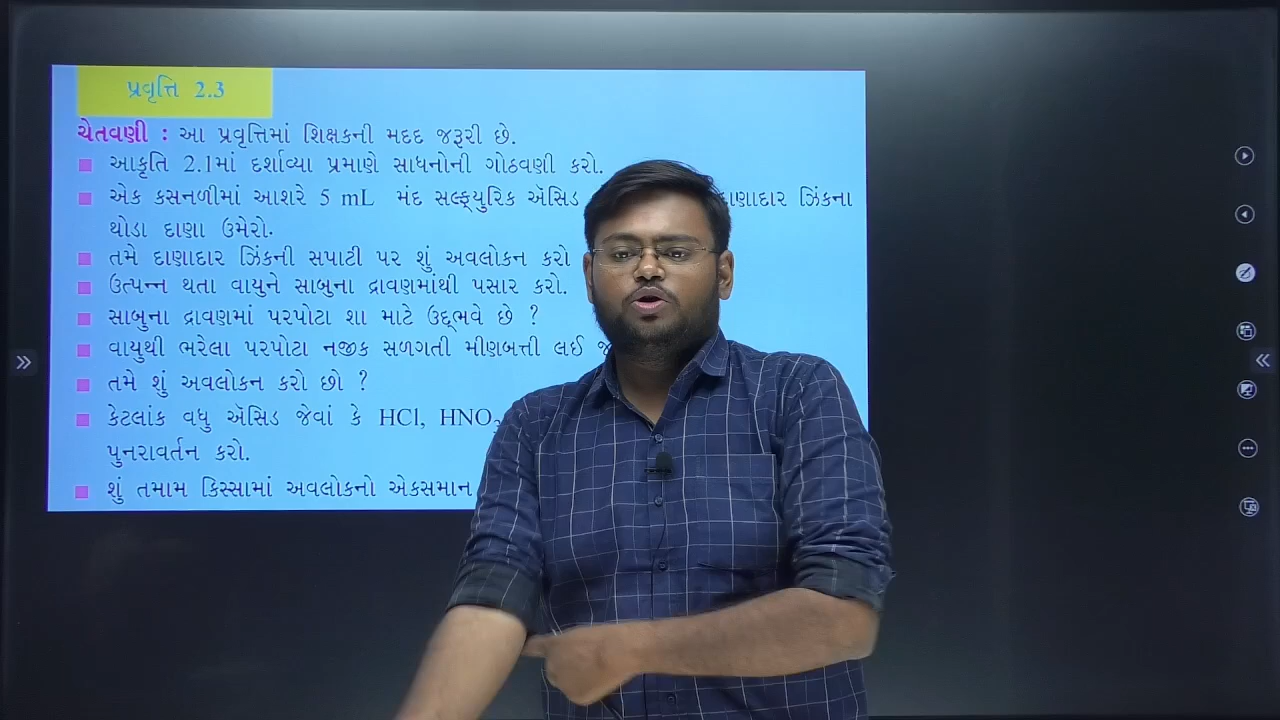 પ્રવૃત્તિ 2.3
ચેતવણી : આ પ્રવૃત્તિમાં શિક્ષકની મદદ જરૂરી છે.
આકૃતિ 2.1માં દર્શાવ્યા પ્રમાણે સાધનોની ગોઠવણી કરો.
એક કસનળીમાં આશરે 5 mL મંદ સલ્ફ્યુરિક ઍસિડ ઝિંકના
થોડા દાણા ઉમેરો.
તમે દાણાદાર ઝિંકની સપાટી પર શું અવલોકન કરો
ઉત્પન્ન થતા વાયુને સાબુના દ્રાવણમાંથી પસાર કરો.
સાબુના દ્રાવણમાં પરપોટા શા માટે ઉદ્ભવે છે ?
વાયુથી ભરેલા પરપોટા નજીક સળગતી મીણબત્તી લઈ
તમે શું અવલોકન કરો છો ?
કેટલાંક વધુ ઍસિડ જેવાં કે HCl, HNO₃
પુનરાવર્તન કરો.
શું તમામ કિસ્સામાં અવલોકનો એકસમાન